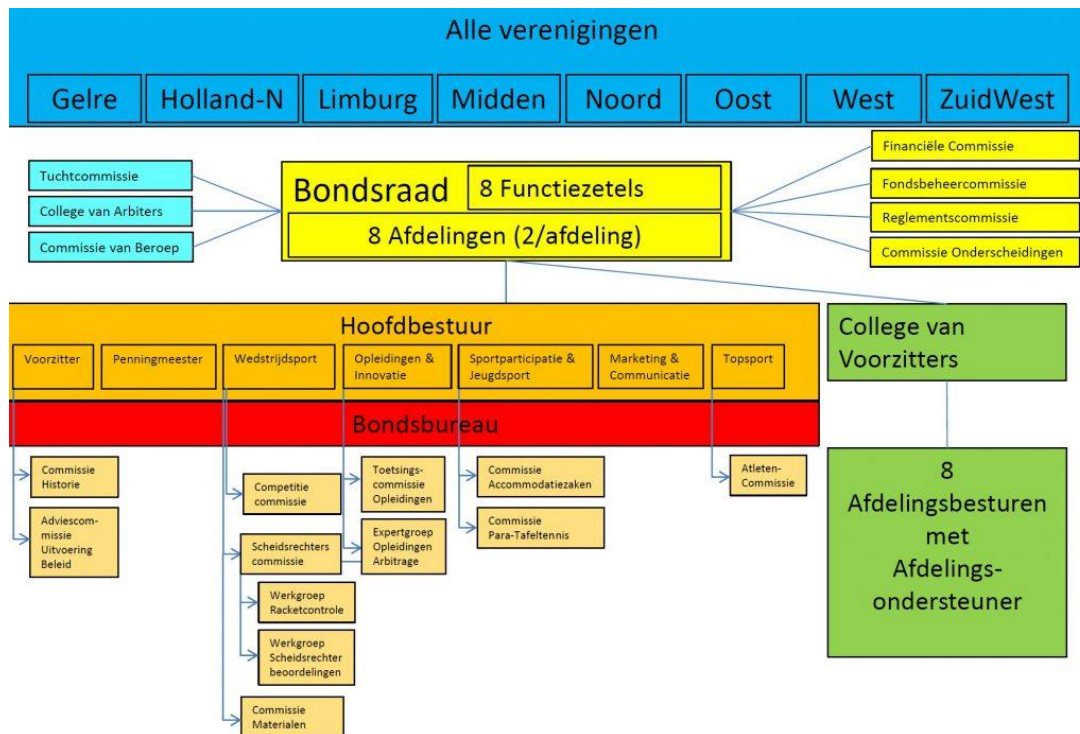 Alle verenigingen
Gelre
Holland-N
Limburg
Midden
Noord
Oost
West
ZuidWest
Tuchtcommissie
College van Arbiters
Commissie van Beroep
Bondsraad
8 Functiezetels
8 Afdelingen (2/afdeling)
Financiële Commissie
Fondsbeheercommissie
Reglementscommissie
Commissie Onderscheidingen
Hoofdbestuur
Voorzitter
Penningmeester
Wedstrijdsport
Opleidingen &
Innovatie
Sportparticipatie &
Jeugdsport
Marketing &
Communicatie
Topsport
Bondsbureau
College van
Voorzitters
Commissie
Historie
Adviescom-
missie
Uitvoering
Beleid
Competitie
commissie
Scheidsrechters
commissie
Werkgroep
Racketcontrole
Werkgroep
Scheidsrechter
beoordelingen
Commissie
Materialen
Toetsings-
commissie
Opleidingen
Expertgroep
Opleidingen
Arbitrage
Commissie
Accommodatiezaken
Commissie
Para-Tafeltennis
Atleten-
Commissie
8
Afdelingsbesturen
met
Afdelings-
ondersteuner